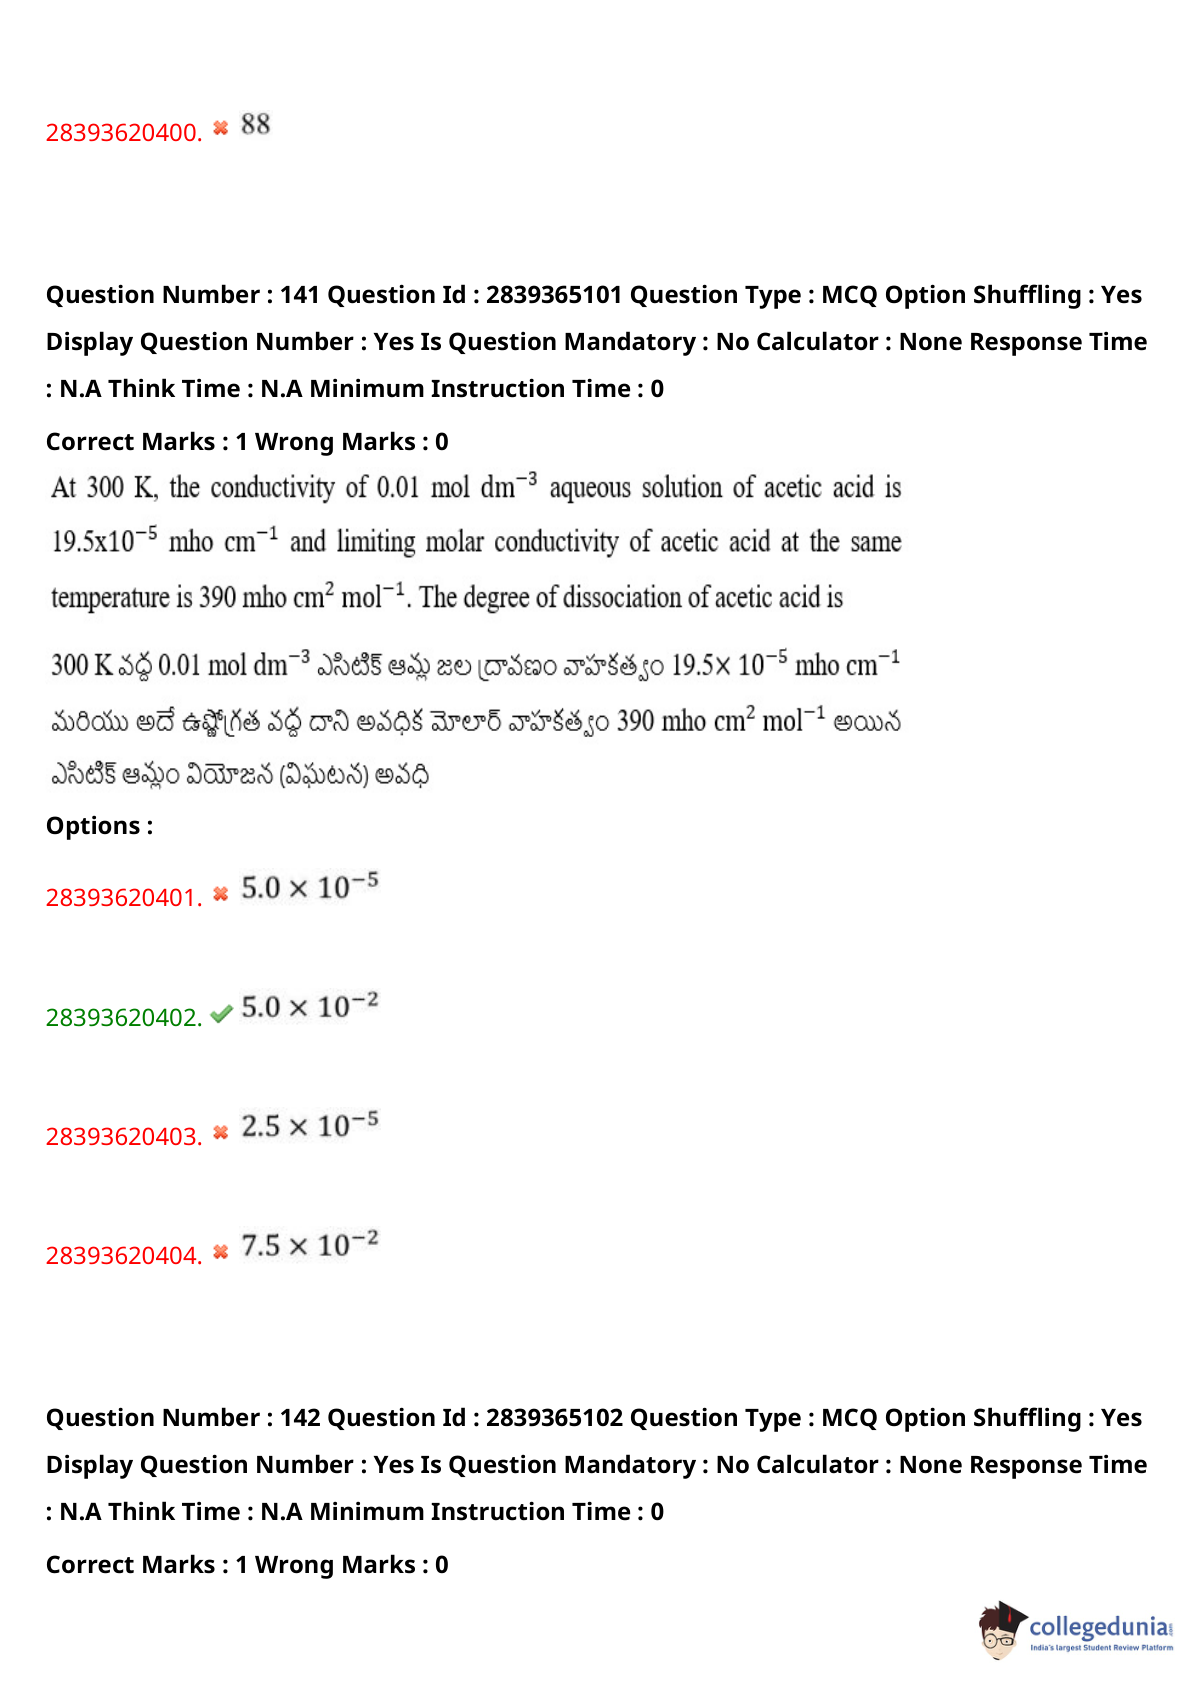 28393620400. 88
Question Number : 141 Question Id : 2839365101 Question Type : MCQ Option Shuffling : Yes
Display Question Number : Yes Is Question Mandatory : No Calculator : None Response Time
: N.A Think Time : N.A Minimum Instruction Time : 0
Correct Marks : 1 Wrong Marks : 0
At 300 K, the conductivity of 0.01 mol dm⁻³ aqueous solution of acetic acid is
19.5x10⁻⁵ mho cm⁻¹ and limiting molar conductivity of acetic acid at the same
temperature is 390 mho cm² mol⁻¹. The degree of dissociation of acetic acid is
300 K వద్ద 0.01 mol dm⁻³ ఎసిటిక్ ఆమ్ల జల ద్రావణం వాహకత్వం 19.5× 10⁻⁵ mho cm⁻¹
మరియు అదే ఉష్ణోగ్రత వద్ద దాని అవధిక మోలార్ వాహకత్వం 390 mho cm² mol⁻¹ అయిన
ఎసిటిక్ ఆమ్లం వియోజన (విఘటన) అవధి
Options :
28393620401. 5.0 × 10⁻⁵
28393620402. 5.0 × 10⁻²
28393620403. 2.5 × 10⁻⁵
28393620404. 7.5 × 10⁻²
Question Number : 142 Question Id : 2839365102 Question Type : MCQ Option Shuffling : Yes
Display Question Number : Yes Is Question Mandatory : No Calculator : None Response Time
: N.A Think Time : N.A Minimum Instruction Time : 0
Correct Marks : 1 Wrong Marks : 0
collegedunia
India's largest Student Review Platform